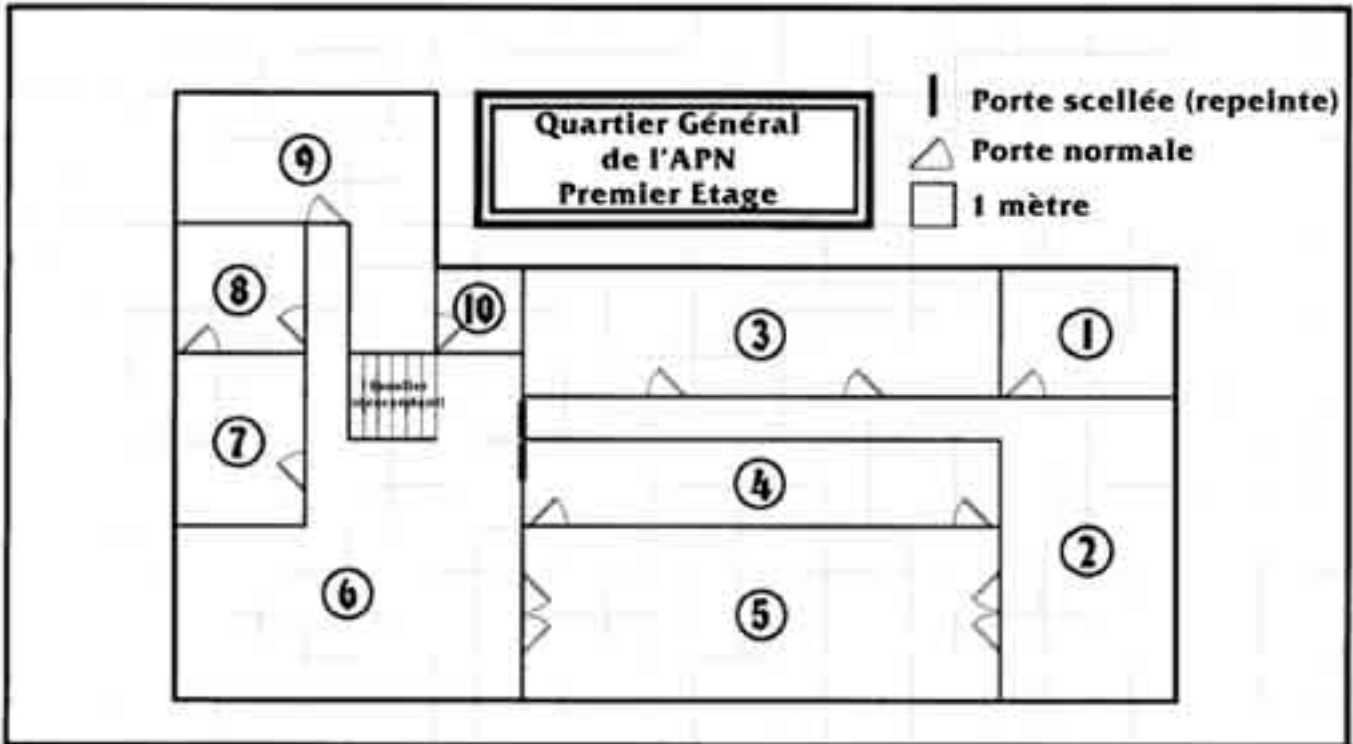 Quartier Général
de l'APN
Premier Etage
Porte scellée (repeinte)
Porte normale
1 mètre
9
8
10
3
1
7
4
2
6
5